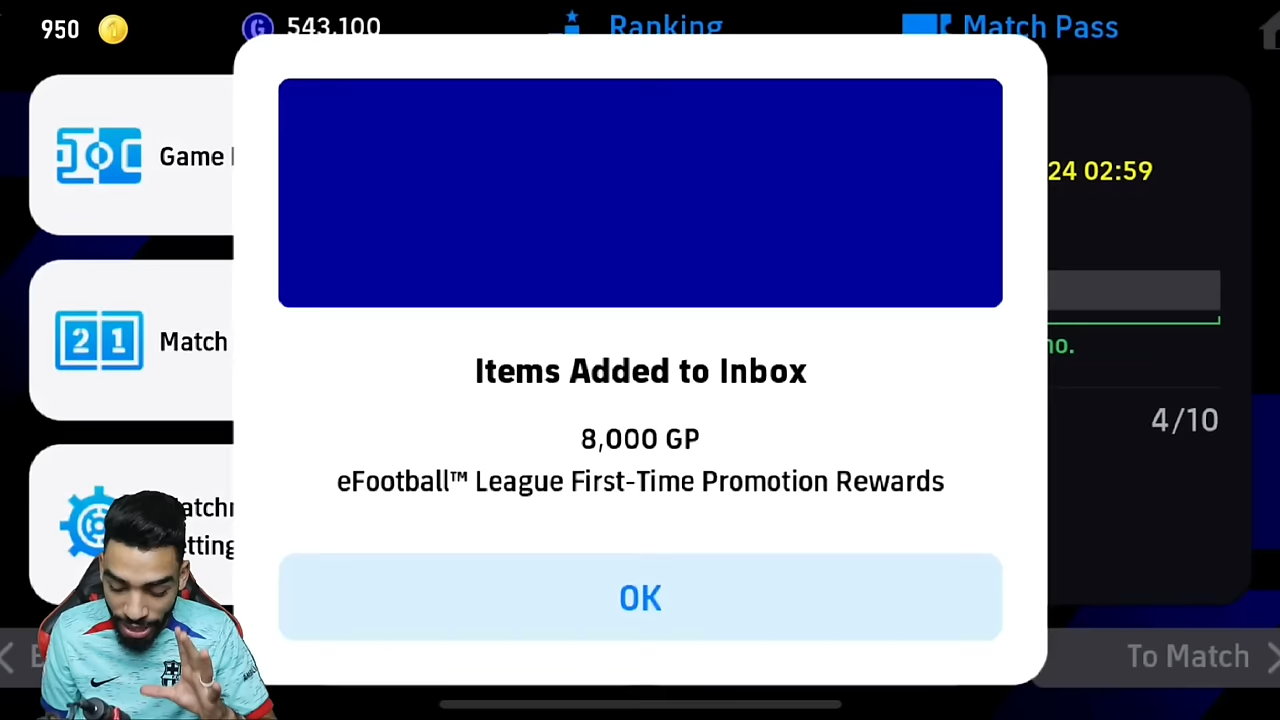 950
543,100
Ranking
Match Pass
Game
24 02:59
Match
21
no.
4/10
Items Added to Inbox
8,000 GP
eFootball™ League First-Time Promotion Rewards
OK
To Match